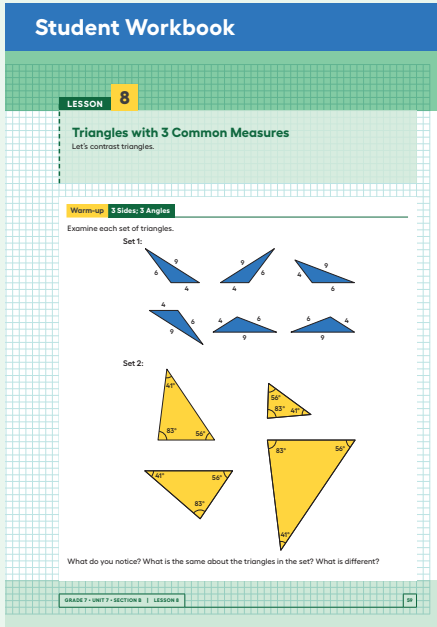 Student Workbook
LESSON 8
Triangles with 3 Common Measures
Let's contrast triangles.
Warm-up 3 Sides; 3 Angles
Examine each set of triangles.
Set 1:
9 6 4
9 6 4
9 4 6
4 6 9
4 6 9
6 4 9
Set 2:
41° 83° 56°
56° 83° 41°
41° 56° 83°
83° 56° 41°
What do you notice? What is the same about the triangles in the set? What is different?
GRADE 7 • UNIT 7 • SECTION B | LESSON 8
59